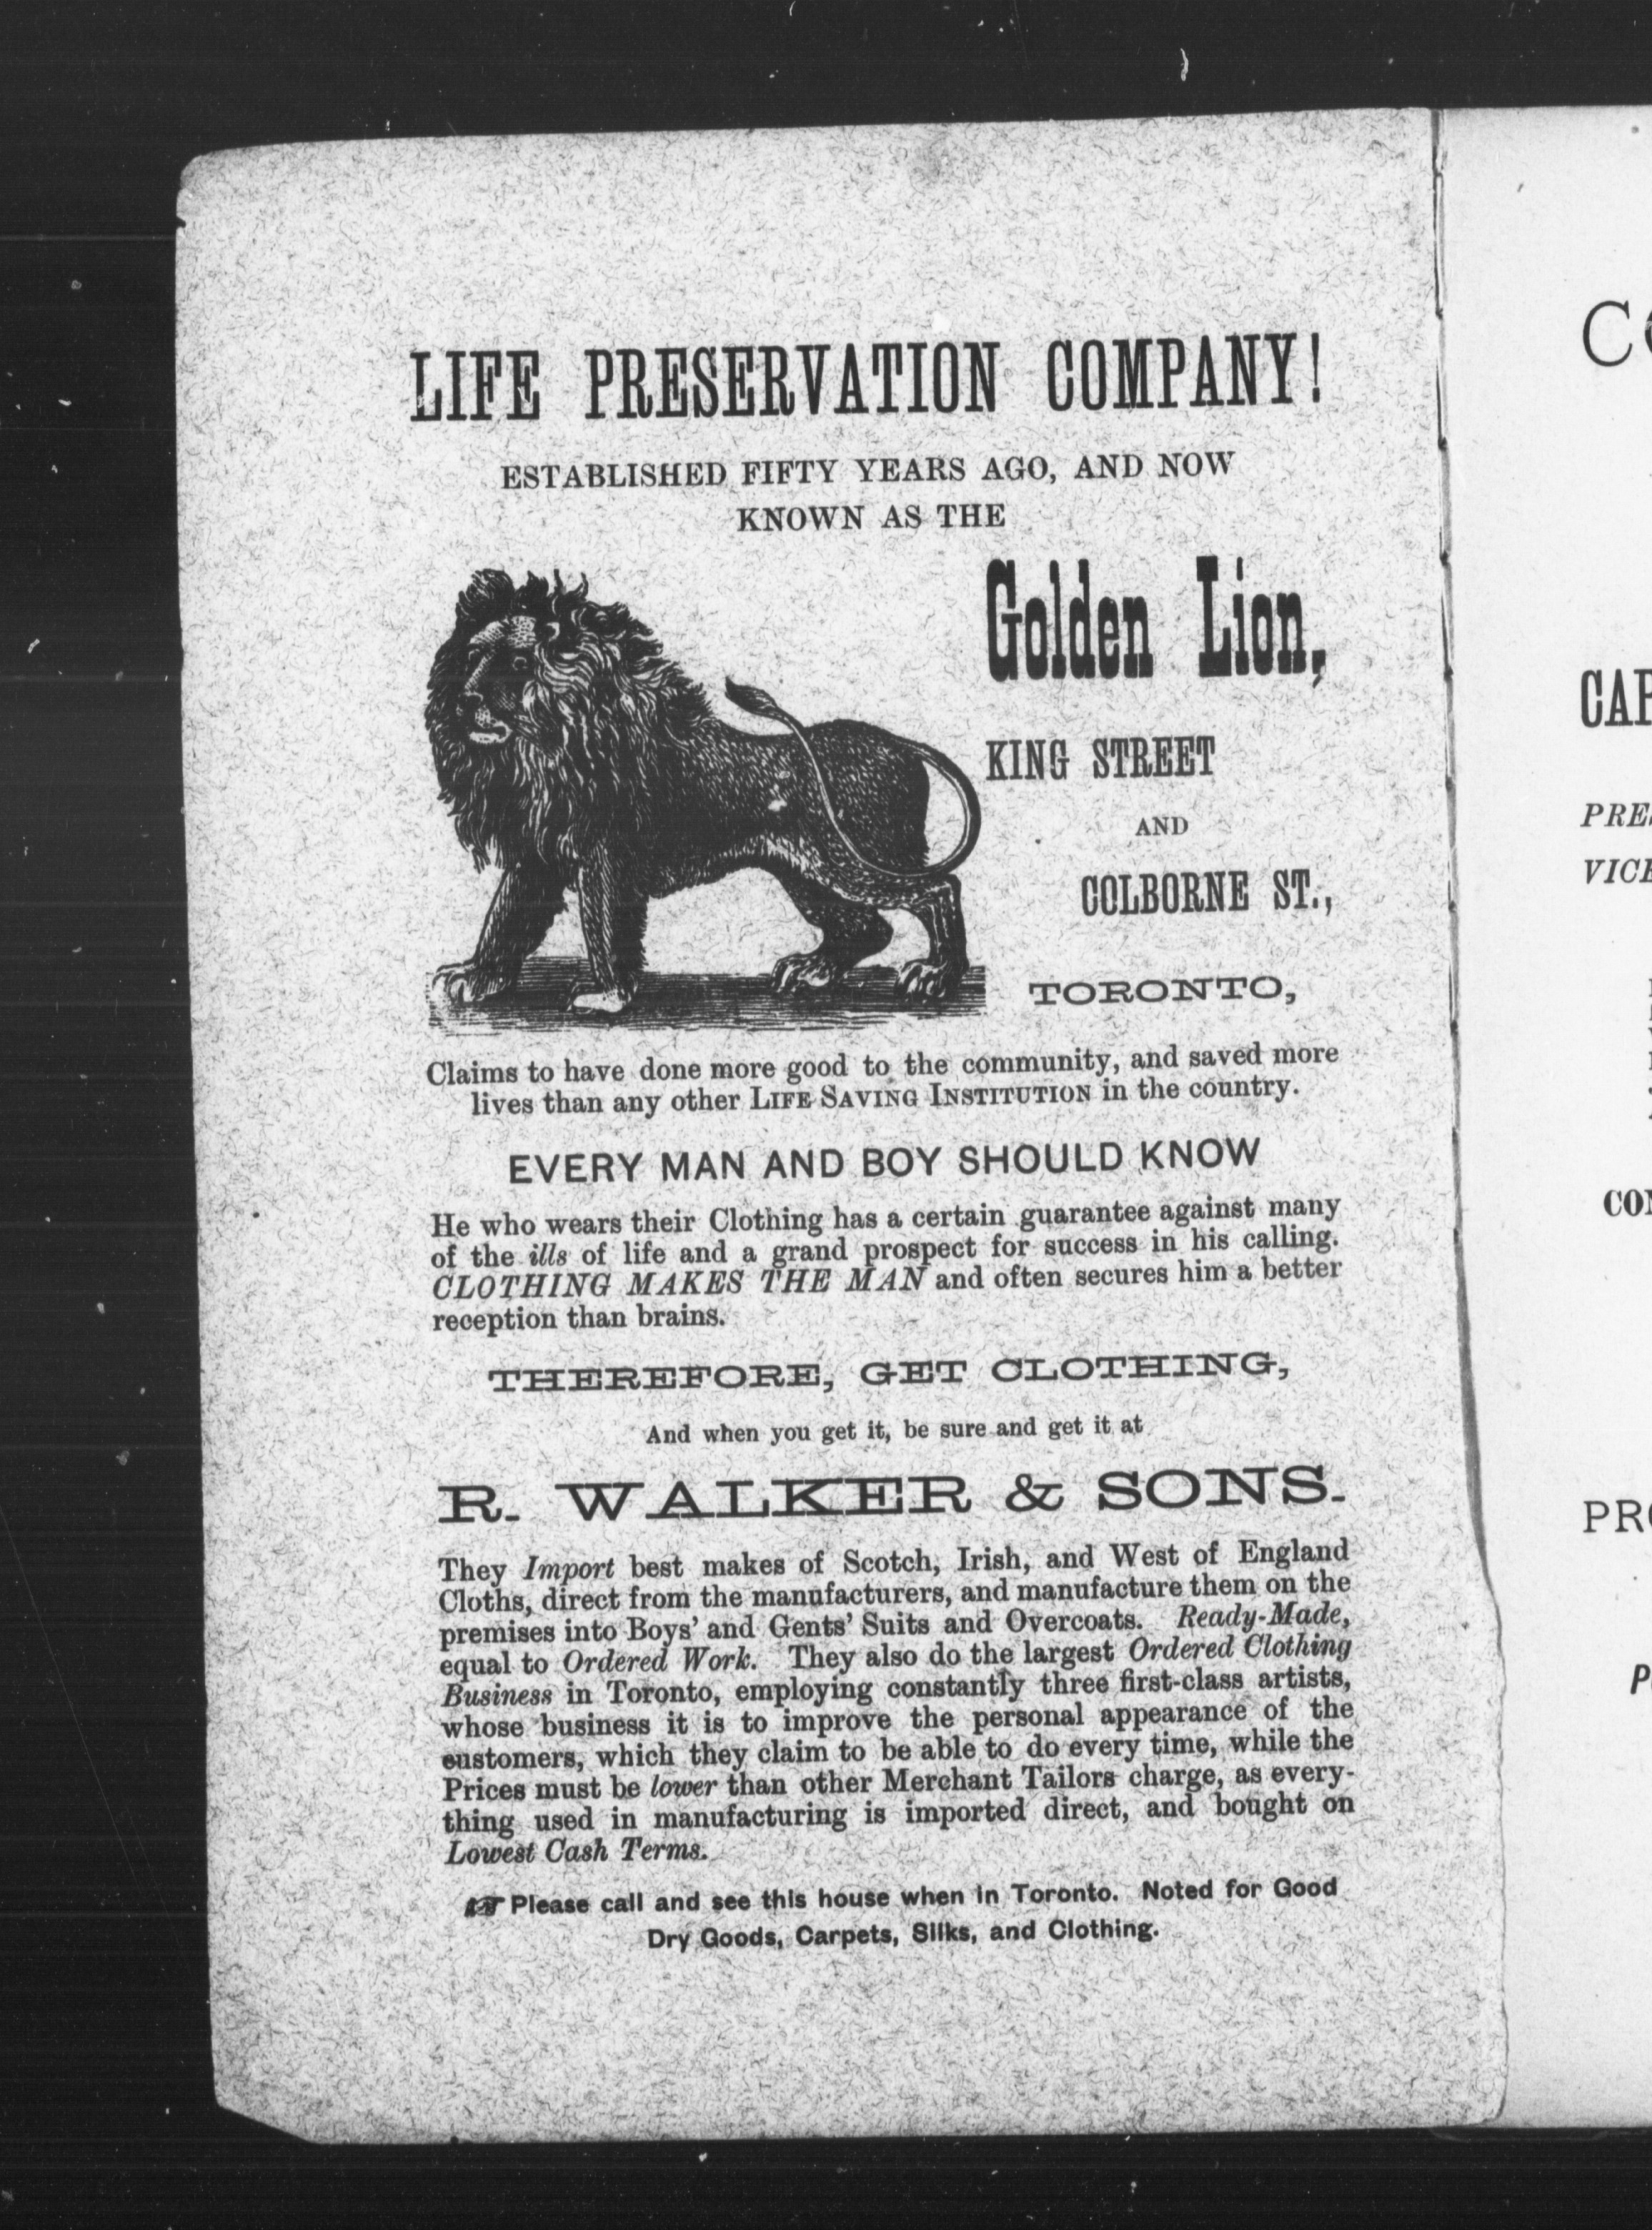 LIFE PRESERVATION COMPANY!
ESTABLISHED FIFTY YEARS AGO, AND NOW
KNOWN AS THE
Golden Lion,
KING STREET
AND
COLBORNE ST.,
TORONTO,
Claims to have done more good to the community, and saved more
lives than any other LIFE SAVING INSTITUTION in the country.
EVERY MAN AND BOY SHOULD KNOW
He who wears their Clothing has a certain guarantee against many
of the ills of life and a grand prospect for success in his calling.
CLOTHING MAKES THE MAN and often secures him a better
reception than brains.
THEREFORE, GET CLOTHING,
And when you get it, be sure and get it at
R. WALKER & SONS.
They Import best makes of Scotch, Irish, and West of England
Cloths, direct from the manufacturers, and manufacture them on the
premises into Boys' and Gents' Suits and Overcoats. Ready-Made,
equal to Ordered Work. They also do the largest Ordered Clothing
Business in Toronto, employing constantly three first-class artists,
whose business it is to improve the personal appearance of the
customers, which they claim to be able to do every time, while the
Prices must be lower than other Merchant Tailors charge, as every-
thing used in manufacturing is imported direct, and bought on
Lowest Cash Terms.
☞ Please call and see this house when in Toronto. Noted for Good
Dry Goods, Carpets, Silks, and Clothing.
CAP
PRES
VICE
CON
PRO